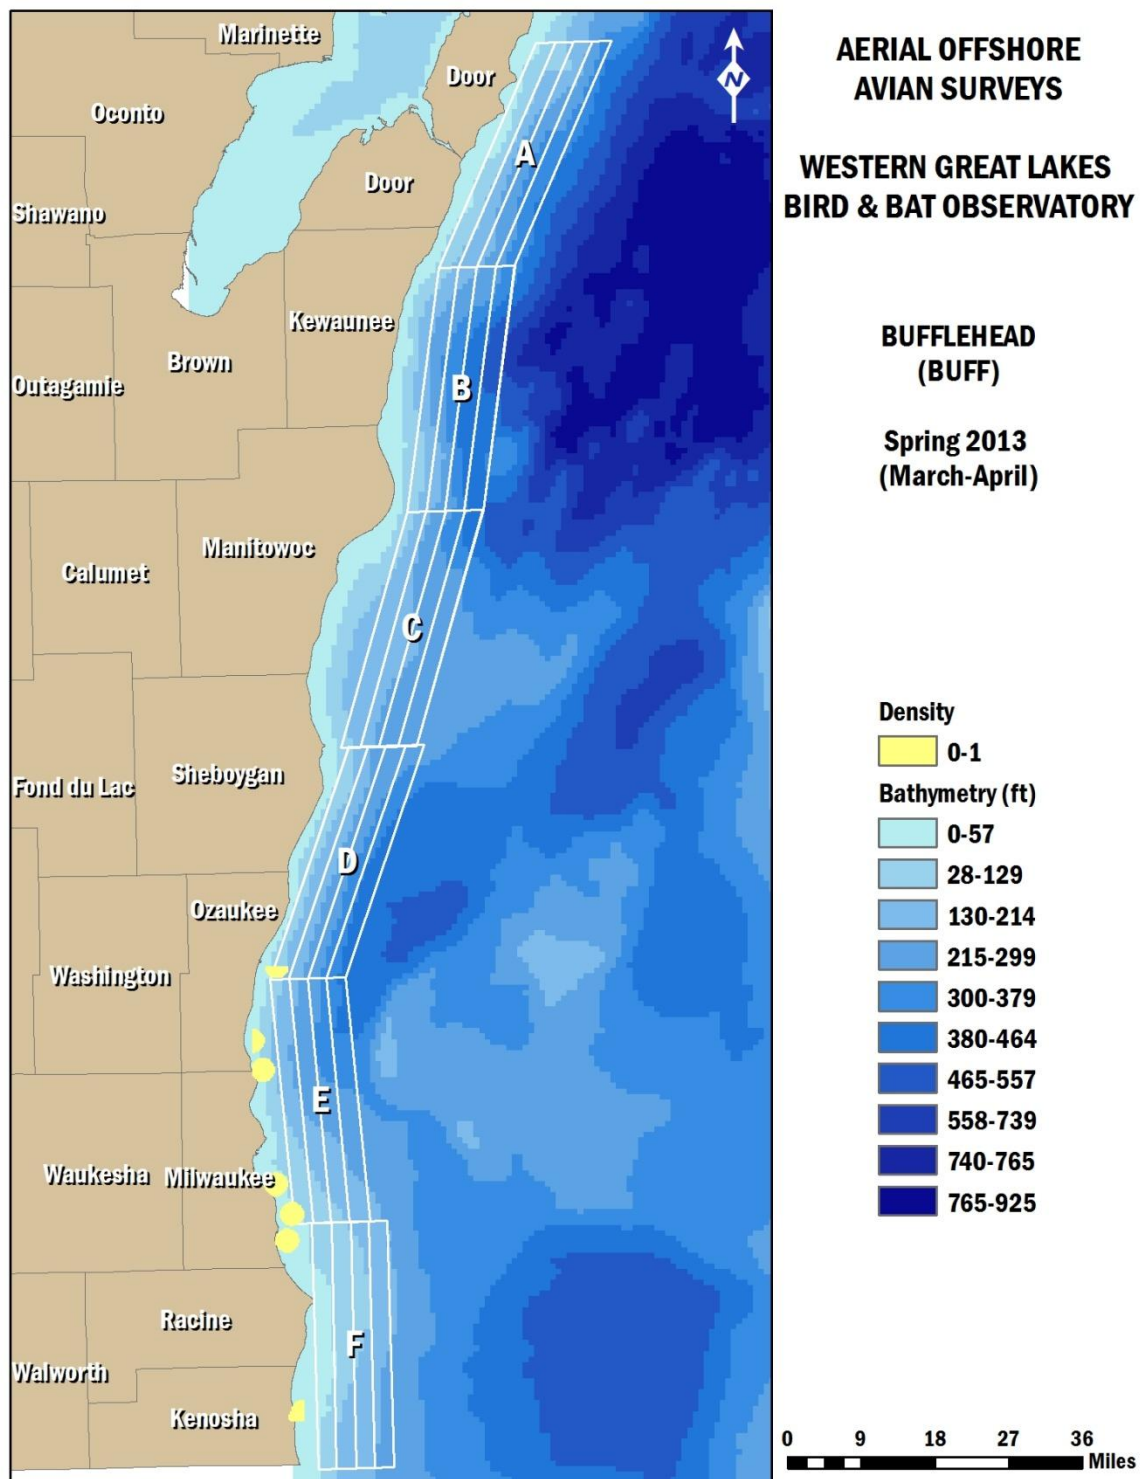 Marinette
Door
Oconto
A
Door
Shawano
Kewaunee
Brown
Outagamie
B
Manitowoc
Calumet
C
Sheboygan
Fond du Lac
D
Ozaukee
Washington
E
Waukesha
Milwaukee
Racine
F
Walworth
Kenosha
N
AERIAL OFFSHORE
AVIAN SURVEYS
WESTERN GREAT LAKES
BIRD & BAT OBSERVATORY
BUFFLEHEAD
(BUFF)
Spring 2013
(March-April)
Density
0-1
Bathymetry (ft)
0-57
28-129
130-214
215-299
300-379
380-464
465-557
558-739
740-765
765-925
0 9 18 27 36
Miles